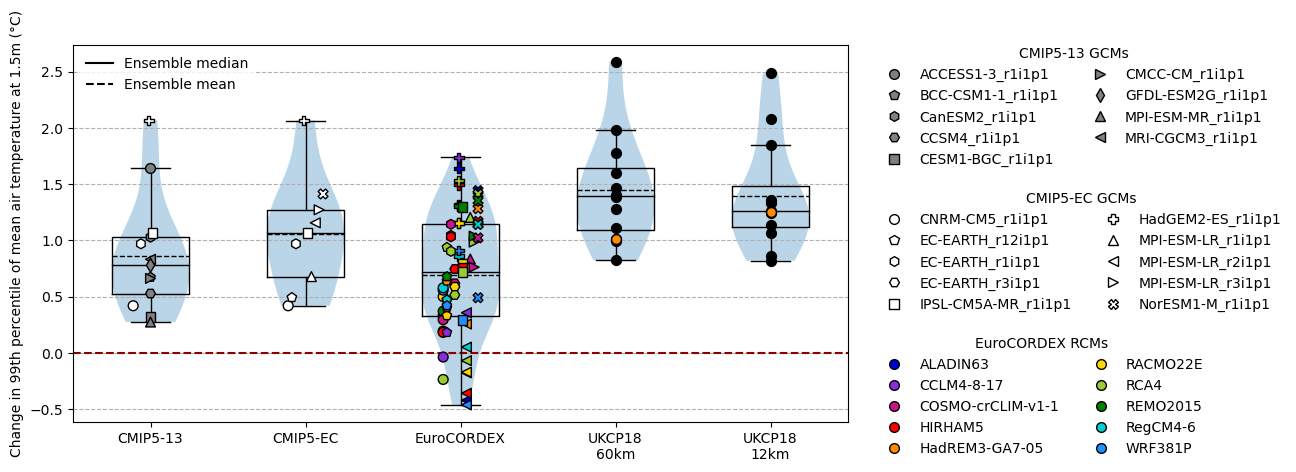 Change in 99th percentile of mean air temperature at 1.5m (°C)
2.5
2.0
1.5
1.0
0.5
0.0
−0.5
Ensemble median
Ensemble mean
CMIP5-13
CMIP5-EC
EuroCORDEX
UKCP18
60km
UKCP18
12km
CMIP5-13 GCMs
ACCESS1-3_r1i1p1
BCC-CSM1-1_r1i1p1
CanESM2_r1i1p1
CCSM4_r1i1p1
CESM1-BGC_r1i1p1
CMCC-CM_r1i1p1
GFDL-ESM2G_r1i1p1
MPI-ESM-MR_r1i1p1
MRI-CGCM3_r1i1p1
CMIP5-EC GCMs
CNRM-CM5_r1i1p1
EC-EARTH_r12i1p1
EC-EARTH_r1i1p1
EC-EARTH_r3i1p1
IPSL-CM5A-MR_r1i1p1
HadGEM2-ES_r1i1p1
MPI-ESM-LR_r1i1p1
MPI-ESM-LR_r2i1p1
MPI-ESM-LR_r3i1p1
NorESM1-M_r1i1p1
EuroCORDEX RCMs
ALADIN63
CCLM4-8-17
COSMO-crCLIM-v1-1
HIRHAM5
HadREM3-GA7-05
RACMO22E
RCA4
REMO2015
RegCM4-6
WRF381P